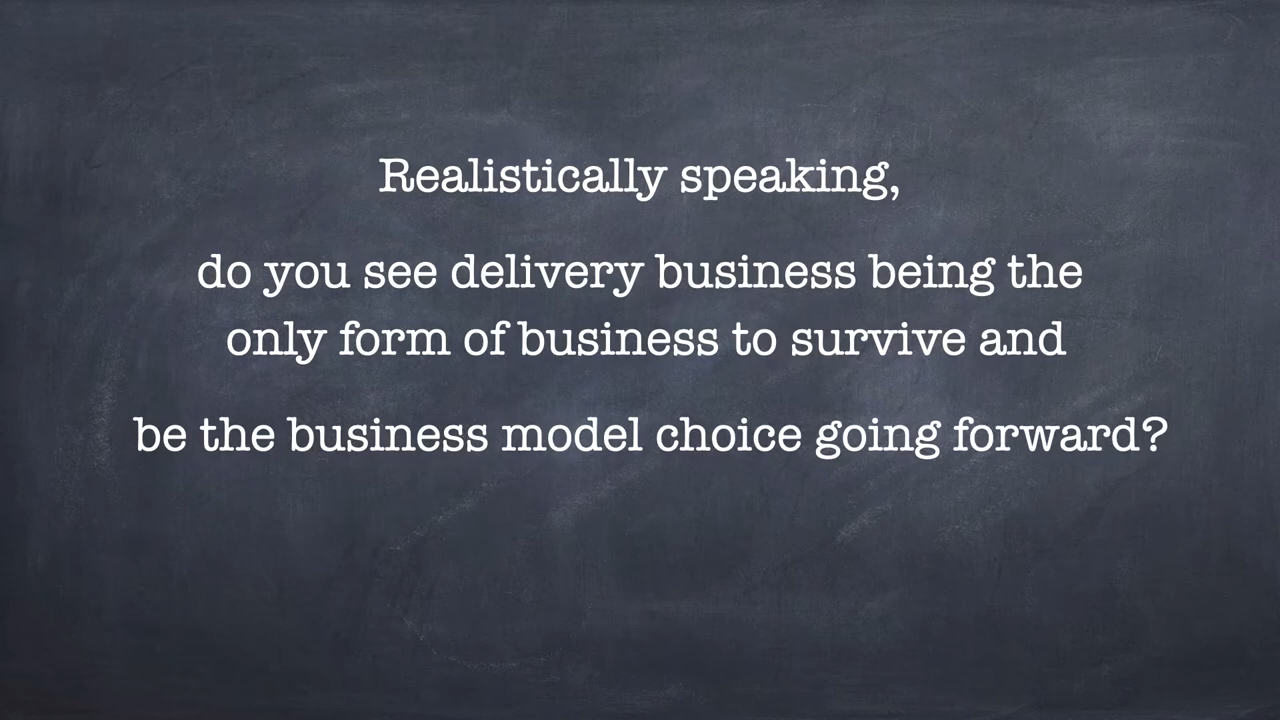 Realistically speaking,
do you see delivery business being the
only form of business to survive and
be the business model choice going forward?